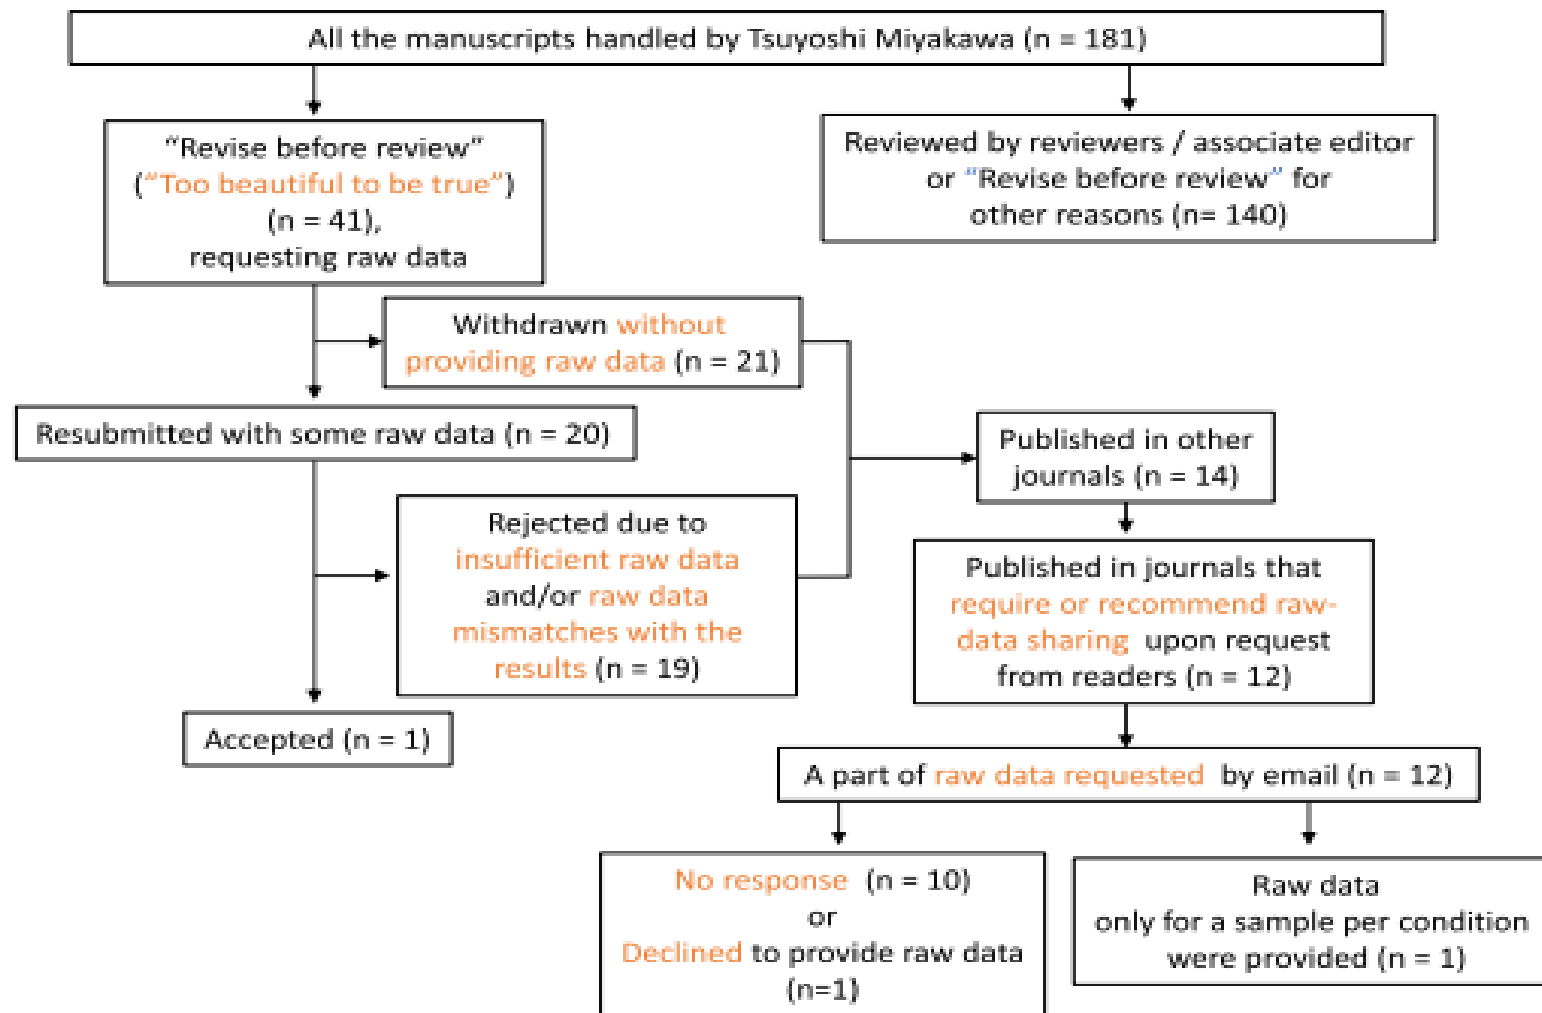 All the manuscripts handled by Tsuyoshi Miyakawa (n = 181)
“Revise before review”
(“Too beautiful to be true”)
(n = 41),
requesting raw data
Reviewed by reviewers / associate editor
or “Revise before review” for
other reasons (n= 140)
Withdrawn without
providing raw data (n = 21)
Resubmitted with some raw data (n = 20)
Rejected due to
insufficient raw data
and/or raw data
mismatches with the
results (n = 19)
Accepted (n = 1)
Published in other
journals (n = 14)
Published in journals that
require or recommend raw-
data sharing upon request
from readers (n = 12)
A part of raw data requested by email (n = 12)
No response (n = 10)
or
Declined to provide raw data
(n=1)
Raw data
only for a sample per condition
were provided (n = 1)